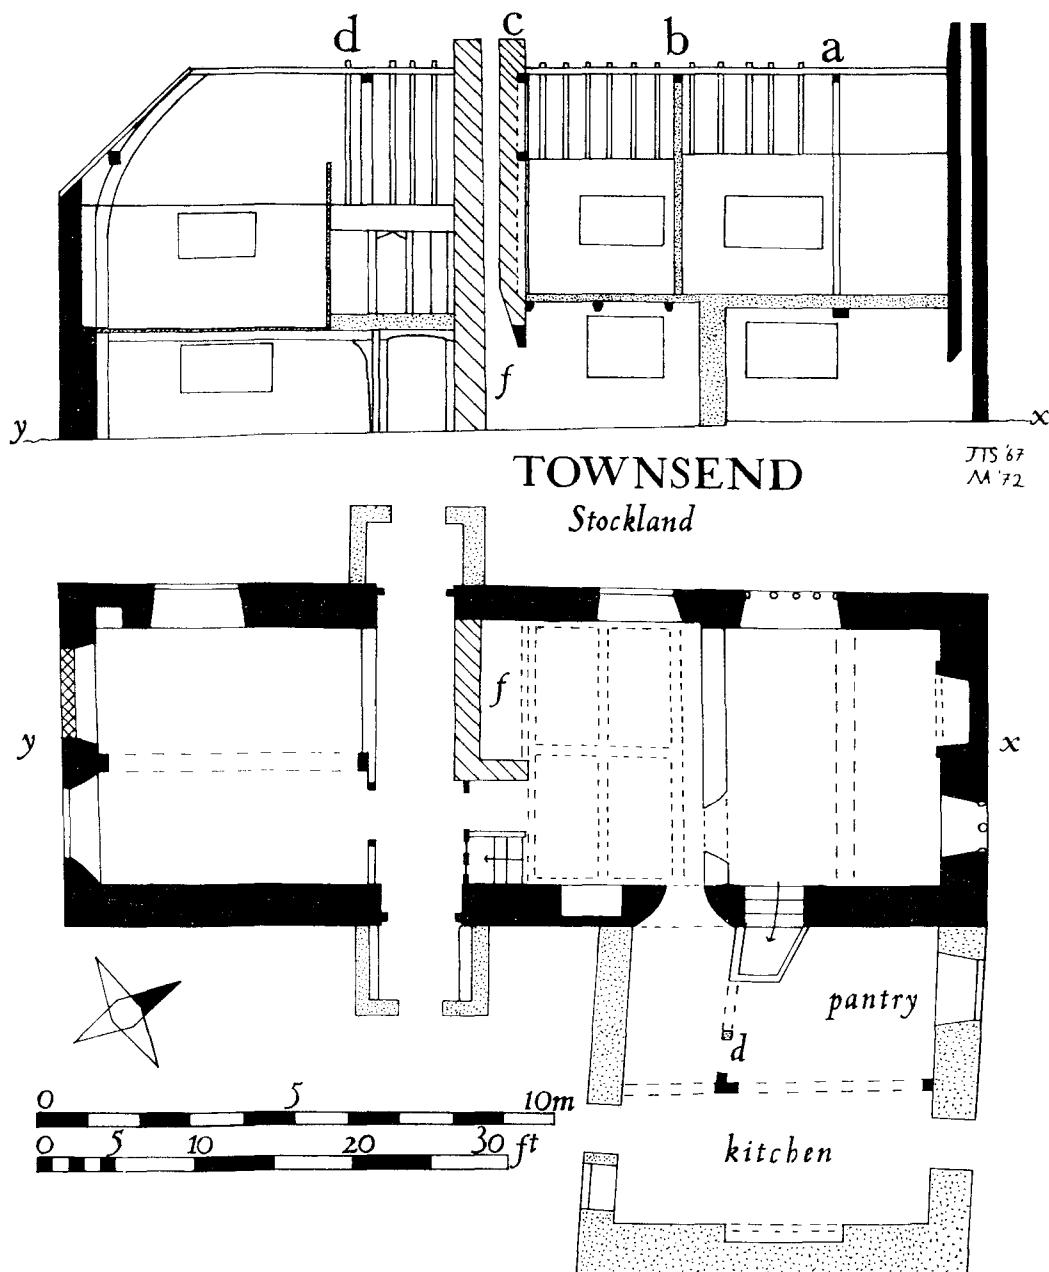 d c b a
f
y x
TOWNSEND
JTS '67
M '72
Stockland
f
y x
pantry
d
kitchen
0 5 10m
0 5 10 20 30 ft